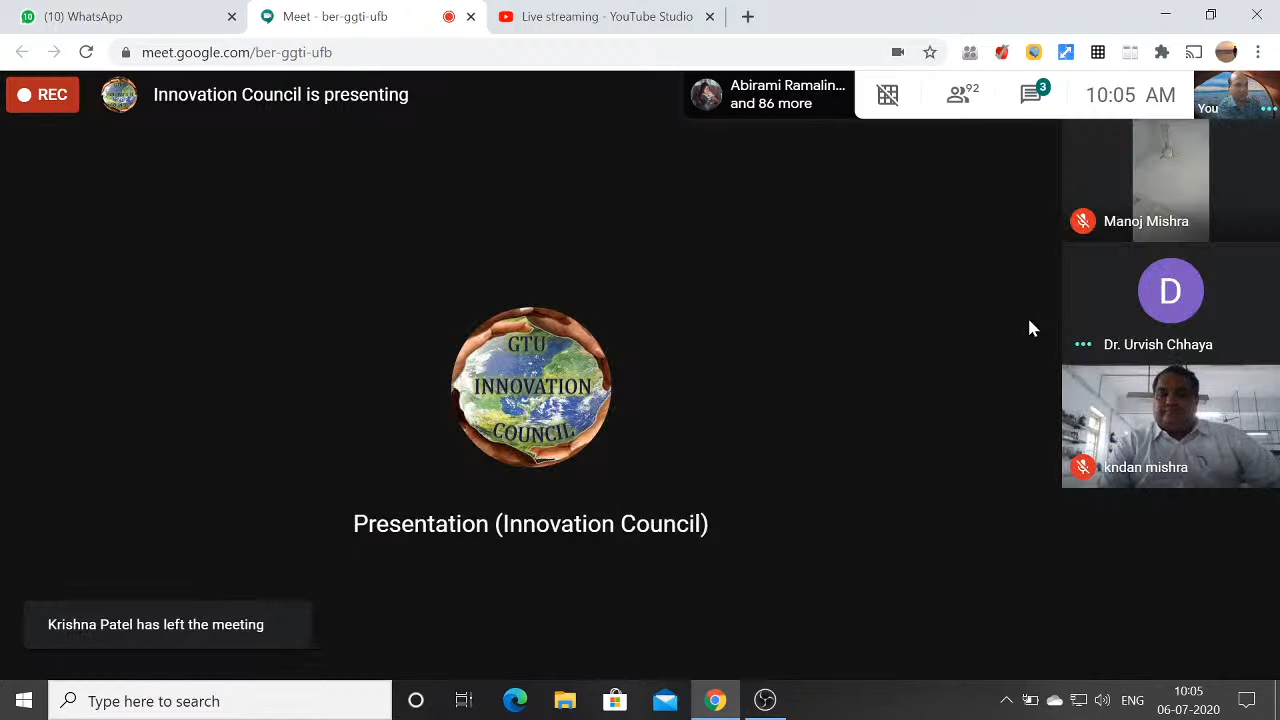 (10) WhatsApp
Meet - ber-ggti-ufb
Live streaming - YouTube Studio
meet.google.com/ber-ggti-ufb
REC
Innovation Council is presenting
Abirami Ramalin...
and 86 more
92
3
10:05 AM
You
Manoj Mishra
D
Dr. Urvish Chhaya
kndan mishra
GTU
INNOVATION
COUNCIL
Presentation (Innovation Council)
Krishna Patel has left the meeting
Type here to search
ENG
10:05
06-07-2020